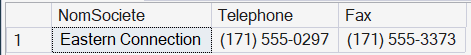 NomSociete Telephone Fax
1 Eastern Connection (171) 555-0297 (171) 555-3373